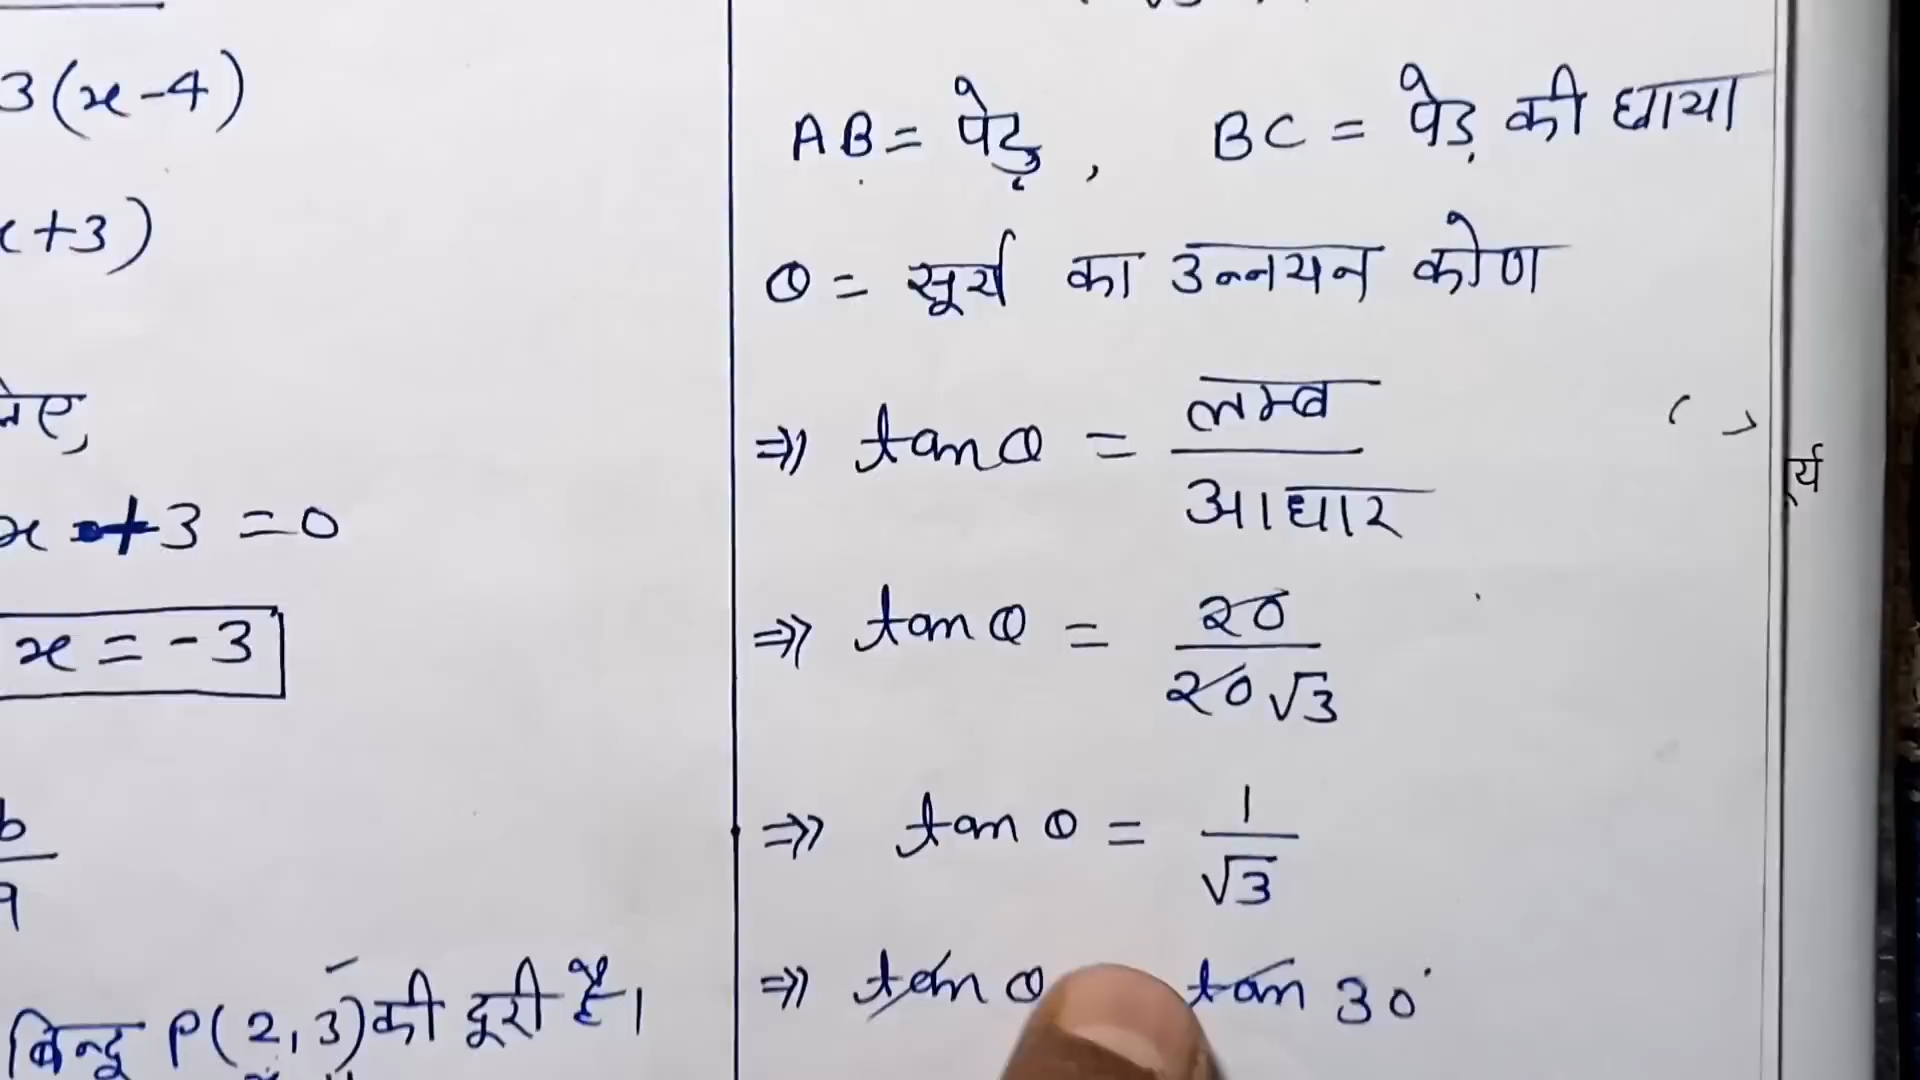 3(x-4)
x+3)
x+3=0
x=-3
b
बिन्दु P(2,3)की दूरी है।
AB= पेड़, BC= पेड़ की छाया
θ= सूर्य का उन्नयन कोण
⇒ tanθ = लम्ब/आधार
⇒ tanθ = 20/20√3
⇒ tanθ = 1/√3
⇒ tanθ tan 30°
र्य